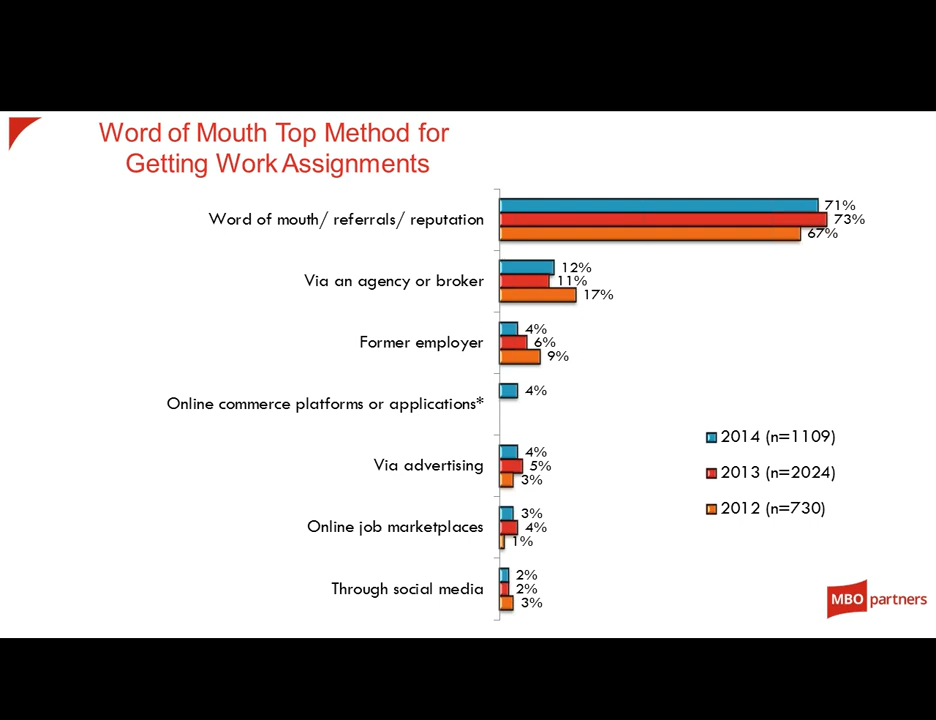 Word of Mouth Top Method for
Getting Work Assignments
Word of mouth/ referrals/ reputation
71%
73%
67%
Via an agency or broker
12%
11%
17%
Former employer
4%
6%
9%
Online commerce platforms or applications*
4%
Via advertising
4%
5%
3%
Online job marketplaces
3%
4%
1%
Through social media
2%
2%
3%
2014 (n=1109)
2013 (n=2024)
2012 (n=730)
MBO partners